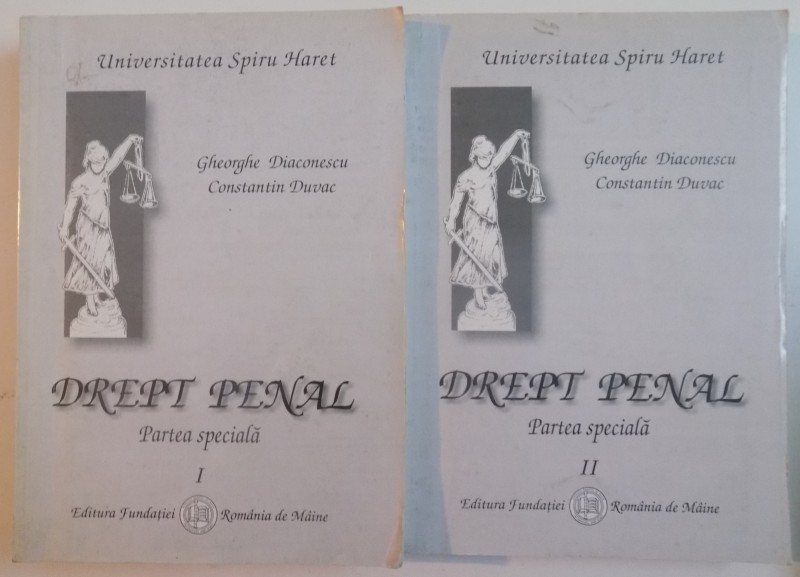 Universitatea Spiru Haret
Gheorghe Diaconescu
Constantin Duvac
DREPT PENAL
Partea specială
I
Editura Fundației România de Mâine
Universitatea Spiru Haret
Gheorghe Diaconescu
Constantin Duvac
DREPT PENAL
Partea specială
II
Editura Fundației România de Mâine